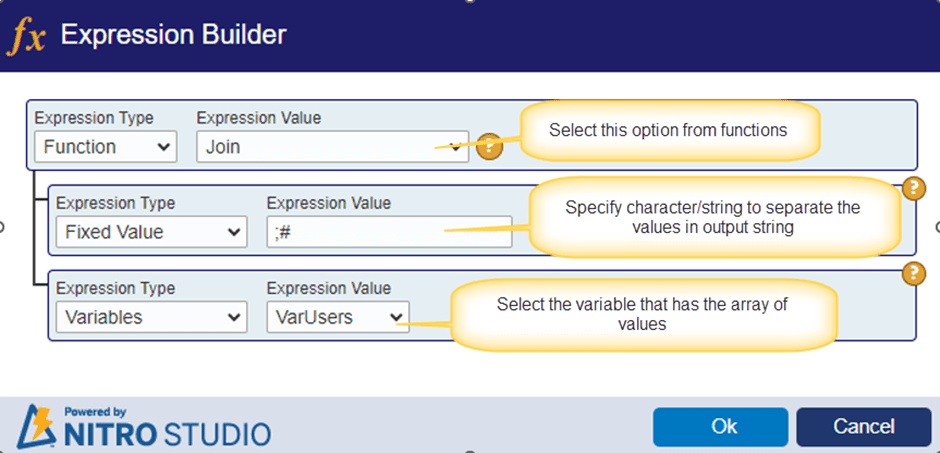 fx Expression Builder
Expression Type
Expression Value
Function
Join
?
Select this option from functions
?
Expression Type
Expression Value
Fixed Value
;#
Specify character/string to separate the
values in output string
?
Expression Type
Expression Value
Variables
VarUsers
Select the variable that has the array of
values
Powered by
NITRO STUDIO
Ok
Cancel